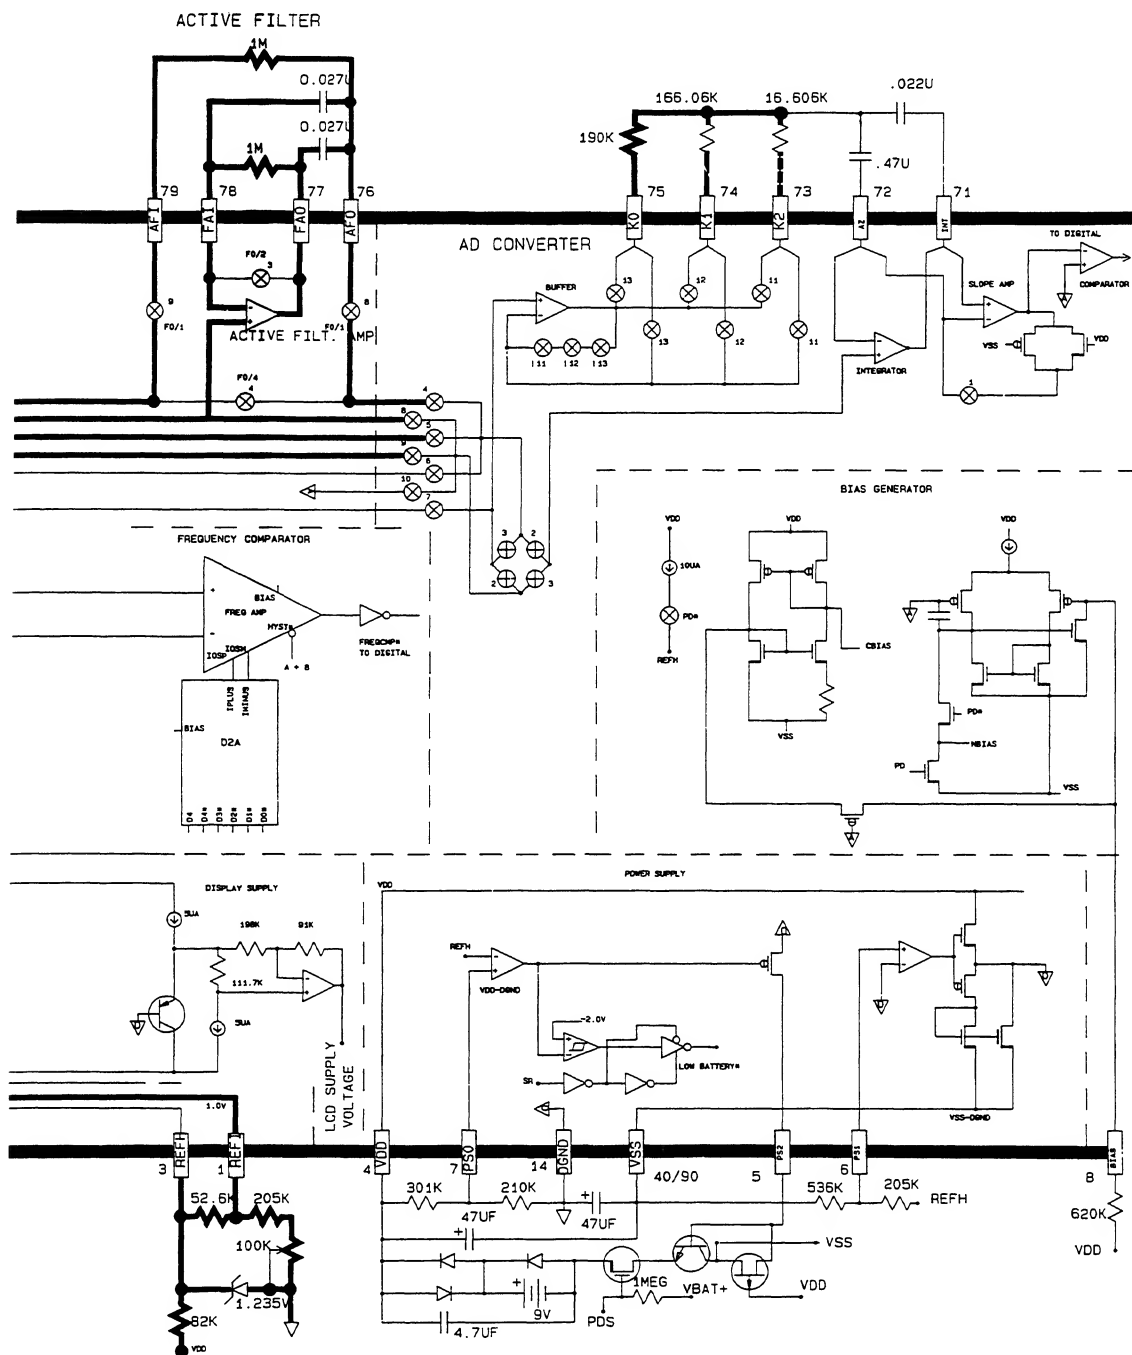 ACTIVE FILTER
1M
0.027U
0.027U
1M
166.06K
16.606K
.022U
190K
.47U
79
78
77
76
75
74
73
72
71
AFI
FAI
FAO
AFO
K0
K1
K2
AZ
INT
AD CONVERTER
TO DIGITAL
COMPARATOR
F0/2
3
9
F0/1
8
F0/1
ACTIVE FILT. AMP
BUFFER
13
12
11
SLOPE AMP
13
12
11
VSS
VDD
I11
I12
I13
INTEGRATOR
1
F0/4
4
4
8
5
9
6
10
7
3
2
2
3
BIAS GENERATOR
FREQUENCY COMPARATOR
VDD
VDD
VDD
BIAS
10UA
+
FREQ AMP
HYST*
-
IOSM
IOSP
A + B
FREQCMP*
TO DIGITAL
PD*
REFH
CBIAS
IPLUS
IMINUS
BIAS
D2A
VSS
PD*
NBIAS
PD
VSS
D4
D4*
D3*
D2*
D1*
D0*
DISPLAY SUPPLY
VDD
POWER SUPPLY
5UA
198K
91K
REFH
111.7K
VDD-DGND
5UA
-2.0V
LOW BATTERY*
SR
LCD SUPPLY
VOLTAGE
1.0V
VSS-DGND
REFH
REFI
VDD
PSO
DGND
VSS
PS2
PS1
BIAS
3
1
4
7
14
40/90
5
6
8
52.6K
205K
301K
210K
536K
205K
REFH
47UF
47UF
620K
100K
VSS
VDD
1MEG
VBAT+
VDD
1.235V
9V
PDS
82K
4.7UF
VDD